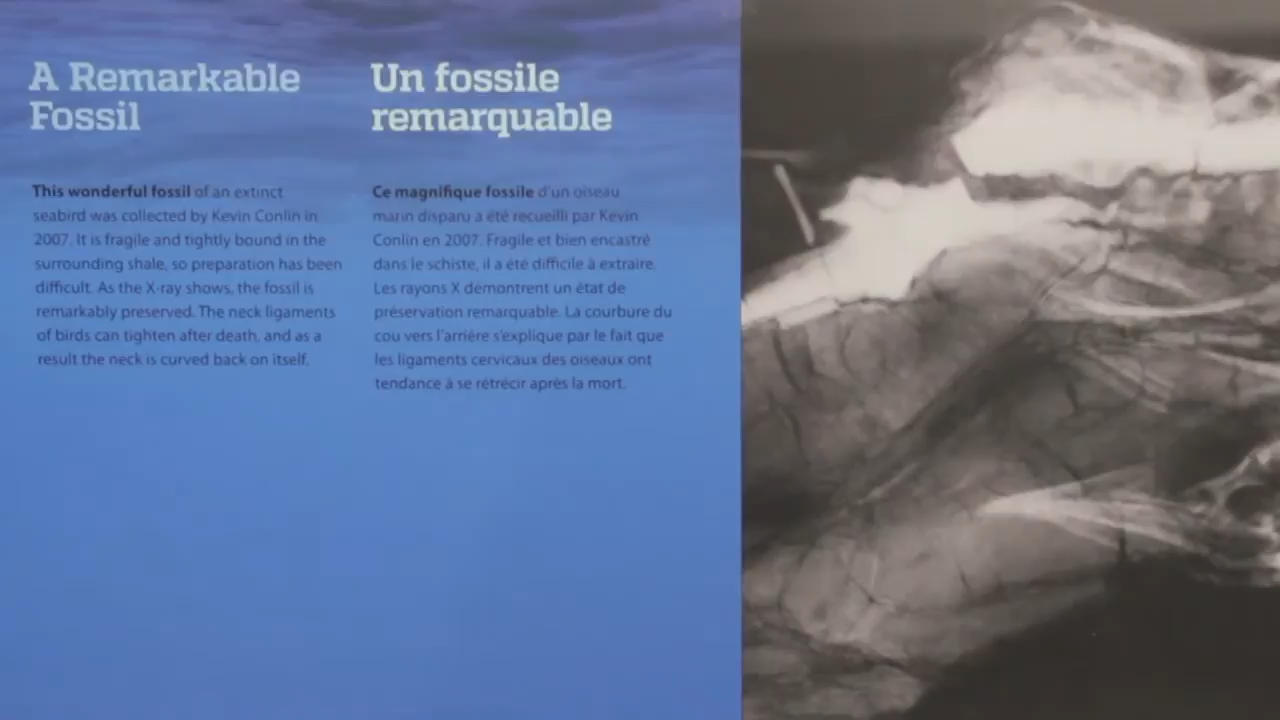 A Remarkable
Fossil
This wonderful fossil of an extinct
seabird was collected by Kevin Conlin in
2007. It is fragile and tightly bound in the
surrounding shale, so preparation has been
difficult. As the X-ray shows, the fossil is
remarkably preserved. The neck ligaments
of birds can tighten after death, and as a
result the neck is curved back on itself.
Un fossile
remarquable
Ce magnifique fossile d'un oiseau
marin disparu a été recueilli par Kevin
Conlin en 2007. Fragile et bien encastré
dans le schiste, il a été difficile à extraire.
Les rayons X démontrent un état de
préservation remarquable. La courbure du
cou vers l'arrière s'explique par le fait que
les ligaments cervicaux des oiseaux ont
tendance à se rétrécir après la mort.